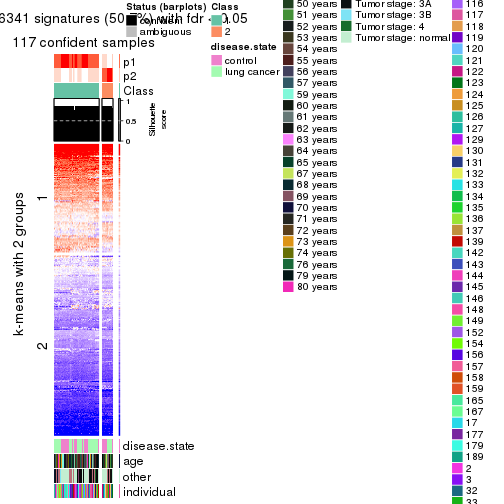 6341 signatures (50.7%) with fdr < 0.05
117 confident samples
p1
p2
Class
1
0.5
0
Silhouette
score
k-means with 2 groups
1
2
disease.state
age
other
individual
Status (barplots)
confident
ambiguous
Class
1
2
disease.state
control
lung cancer
50 years
51 years
52 years
53 years
54 years
55 years
56 years
57 years
59 years
60 years
61 years
62 years
63 years
64 years
65 years
67 years
68 years
69 years
70 years
71 years
72 years
73 years
74 years
76 years
79 years
80 years
Tumor stage: 3A
Tumor stage: 3B
Tumor stage: 4
Tumor stage: normal
116
117
118
119
120
121
122
123
124
125
126
127
129
130
131
132
133
134
135
136
137
139
142
143
144
145
146
148
149
152
154
156
157
158
159
165
167
17
177
179
189
2
3
32
33